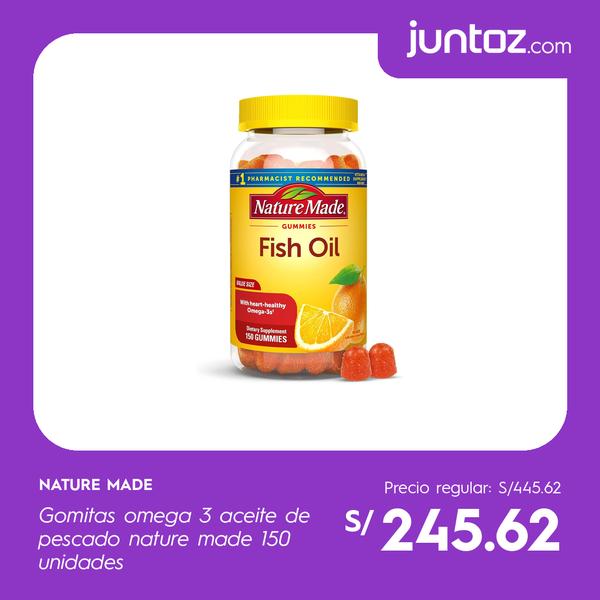 juntoz.com
#1 PHARMACIST RECOMMENDED
Nature Made
GUMMIES
Fish Oil
VALUE SIZE
With heart-healthy
Omega-3s†
Dietary Supplement
150 GUMMIES
NATURE MADE
Gomitas omega 3 aceite de
pescado nature made 150
unidades
Precio regular: S/445.62
S/ 245.62